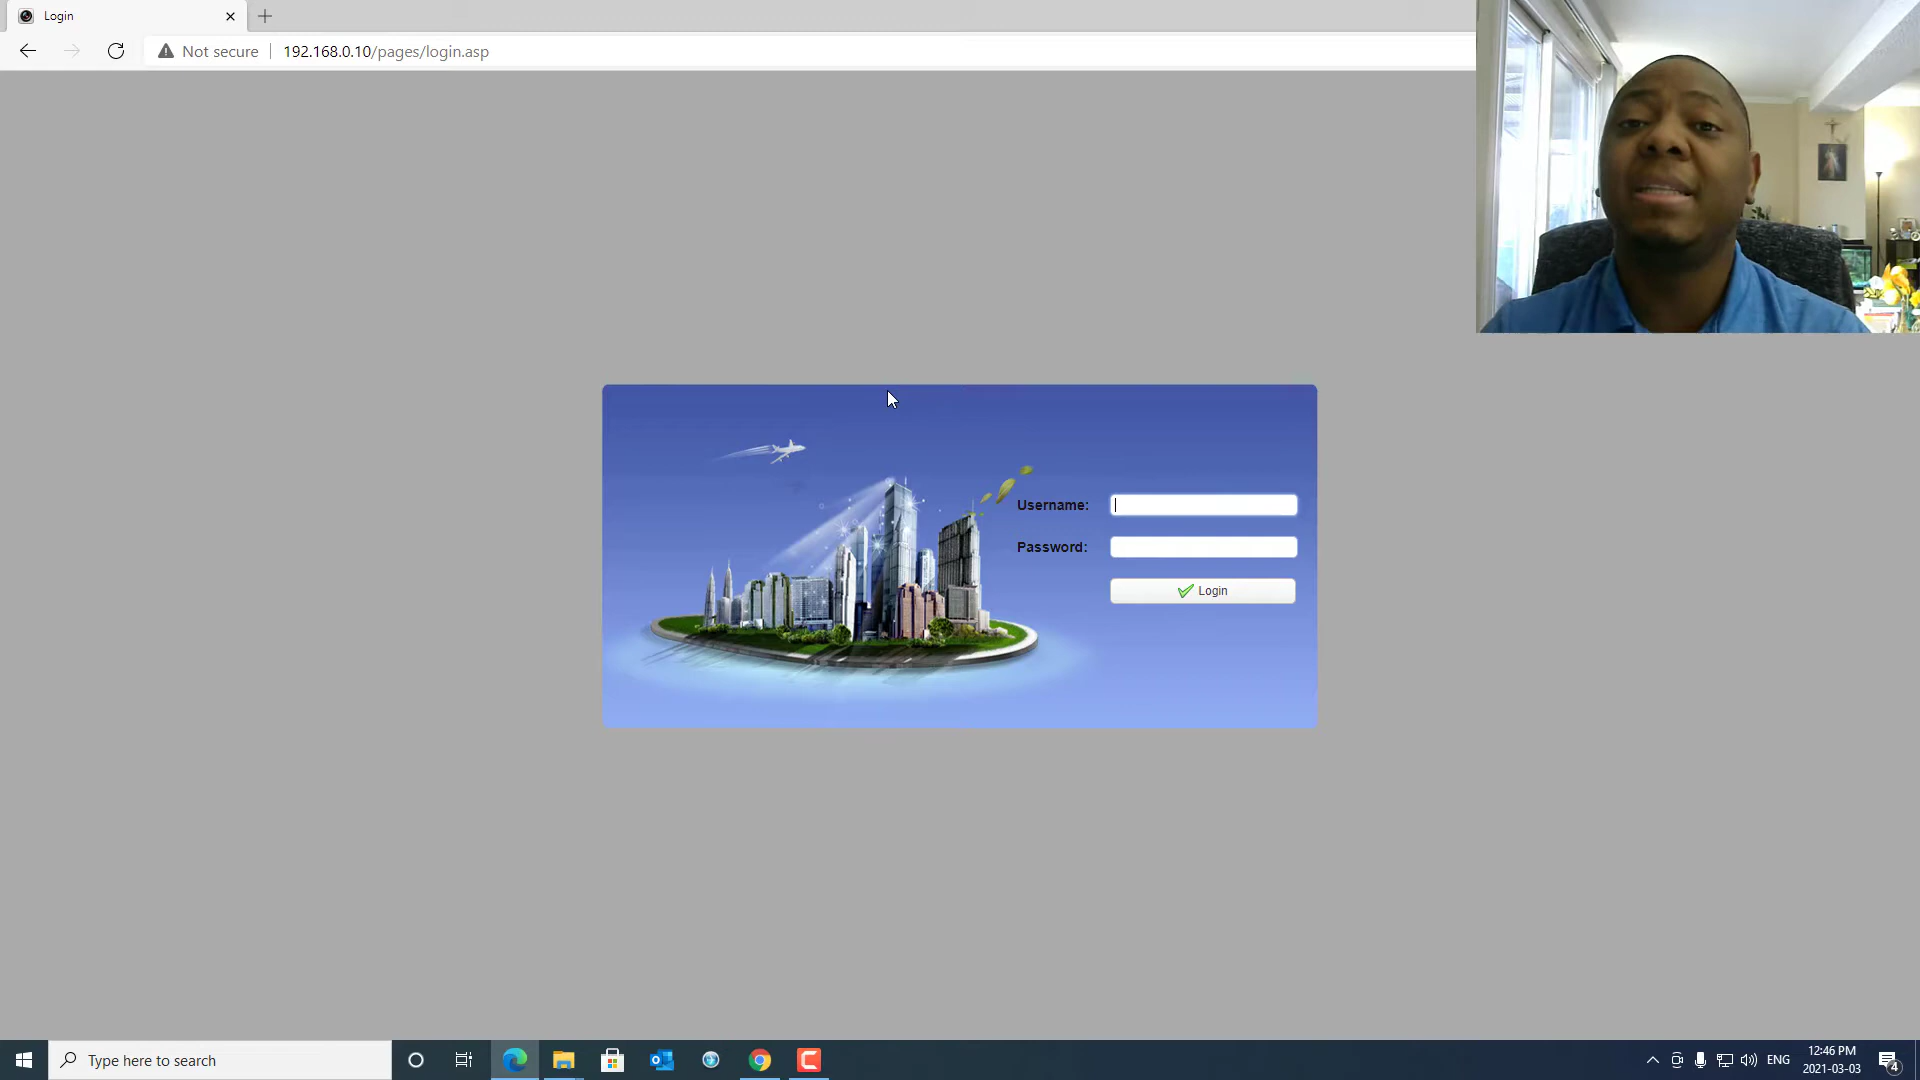 Login
Not secure
192.168.0.10/pages/login.asp
Username:
Password:
Login
Type here to search
ENG
12:46 PM
2021-03-03
4